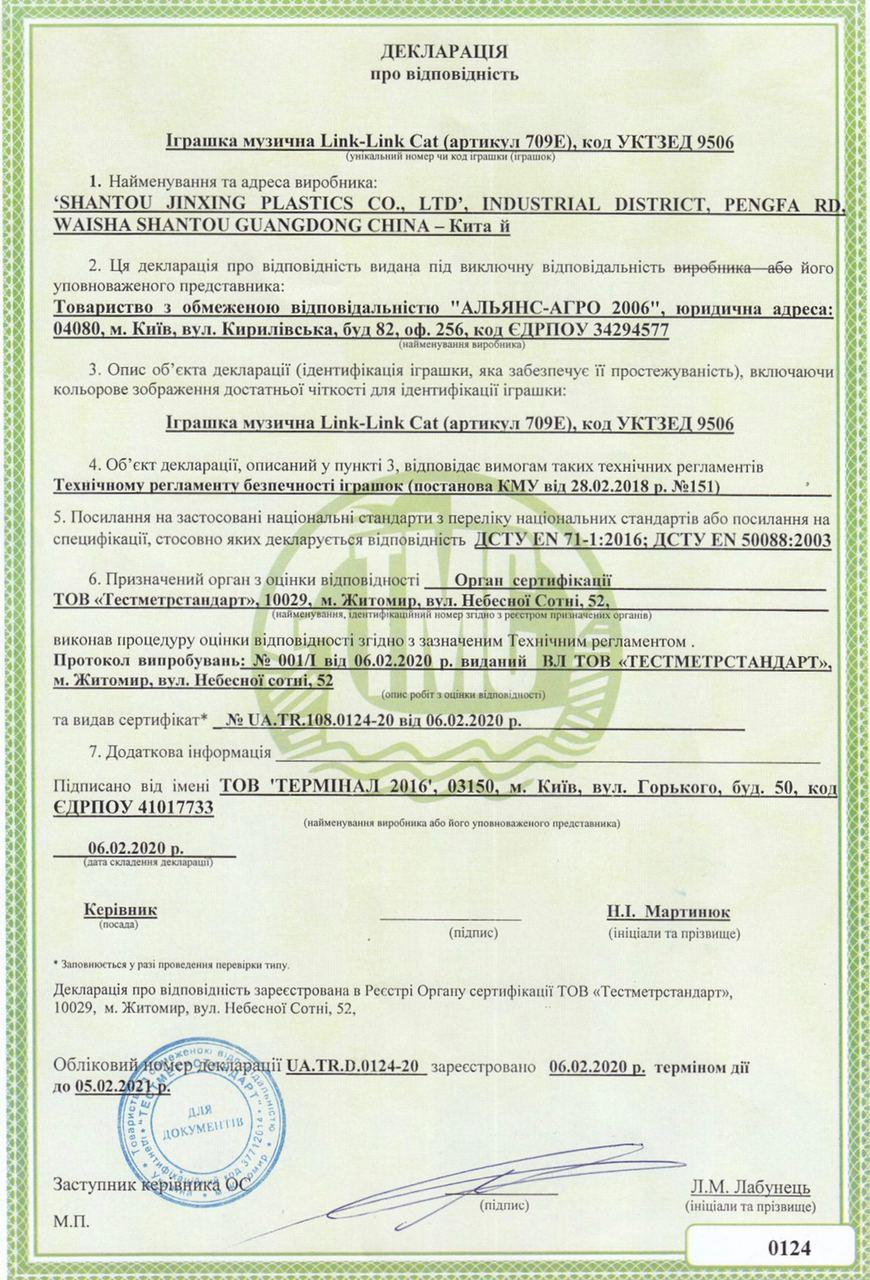 ДЕКЛАРАЦІЯ
про відповідність
Іграшка музична Link-Link Cat (артикул 709E), код УКТЗЕД 9506
(унікальний номер чи код іграшки (іграшок)
1. Найменування та адреса виробника:
‘SHANTOU JINXING PLASTICS CO., LTD’, INDUSTRIAL DISTRICT, PENGFA RD,
WAISHA SHANTOU GUANGDONG CHINA – Кита й
2. Ця декларація про відповідність видана під виключну відповідальність виробника або його
уповноваженого представника:
Товариство з обмеженою відповідальністю "АЛЬЯНС-АГРО 2006", юридична адреса:
04080, м. Київ, вул. Кирилівська, буд 82, оф. 256, код ЄДРПОУ 34294577
(найменування виробника)
3. Опис об’єкта декларації (ідентифікація іграшки, яка забезпечує її простежуваність), включаючи
кольорове зображення достатньої чіткості для ідентифікації іграшки:
Іграшка музична Link-Link Cat (артикул 709E), код УКТЗЕД 9506
4. Об’єкт декларації, описаний у пункті 3, відповідає вимогам таких технічних регламентів
Технічному регламенту безпечності іграшок (постанова КМУ від 28.02.2018 р. №151)
5. Посилання на застосовані національні стандарти з переліку національних стандартів або посилання на
специфікації, стосовно яких декларується відповідність ДСТУ EN 71-1:2016; ДСТУ EN 50088:2003
6. Призначений орган з оцінки відповідності Орган сертифікації
ТОВ «Тестметрстандарт», 10029, м. Житомир, вул. Небесної Сотні, 52,
(найменування, ідентифікаційний номер згідно з реєстром призначених органів)
виконав процедуру оцінки відповідності згідно з зазначеним Технічним регламентом .
Протокол випробувань: № 001/І від 06.02.2020 р. виданий ВЛ ТОВ «ТЕСТМЕТРСТАНДАРТ»,
м. Житомир, вул. Небесної сотні, 52
(опис робіт з оцінки відповідності)
та видав сертифікат* № UA.TR.108.0124-20 від 06.02.2020 р.
7. Додаткова інформація
Підписано від імені ТОВ 'ТЕРМІНАЛ 2016', 03150, м. Київ, вул. Горького, буд. 50, код
ЄДРПОУ 41017733
(найменування виробника або його уповноваженого представника)
06.02.2020 р.
(дата складення декларації)
Керівник Н.І. Мартинюк
(посада) (підпис) (ініціали та прізвище)
* Заповнюється у разі проведення перевірки типу.
Декларація про відповідність зареєстрована в Реєстрі Органу сертифікації ТОВ «Тестметрстандарт»,
10029, м. Житомир, вул. Небесної Сотні, 52,
Обліковий номер декларації UA.TR.D.0124-20 зареєстровано 06.02.2020 р. терміном дії
до 05.02.2021 р.
Товариство з обмеженою відповідальністю
"ТЕСТМЕТРСТАНДАРТ"
ДЛЯ
ДОКУМЕНТІВ
Ідентифікаційний код 37712014
Україна * м. Житомир
Заступник керівника ОС Л.М. Лабунець
(підпис) (ініціали та прізвище)
М.П.
0124
ТМС